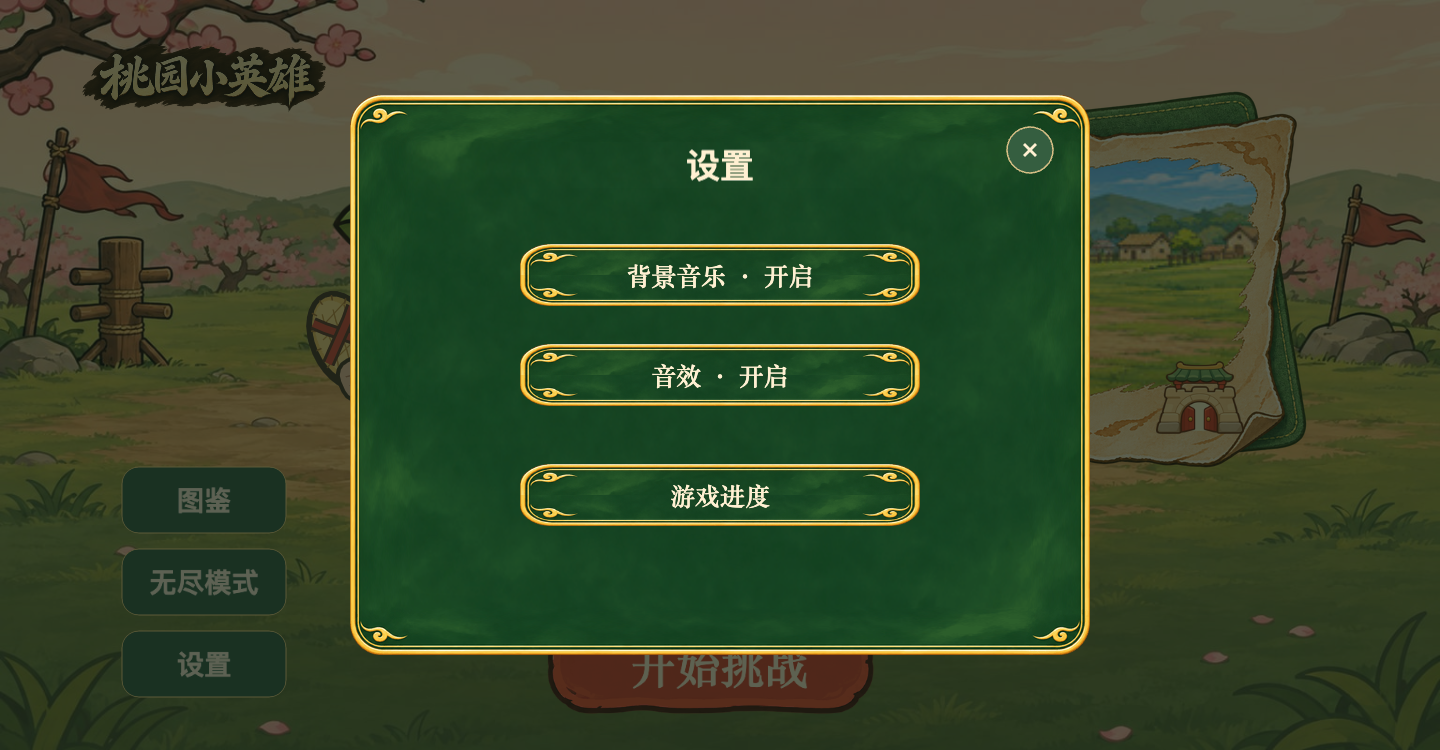 桃园小英雄
设置
×
背景音乐 · 开启
音效 · 开启
游戏进度
图鉴
无尽模式
设置
开始挑战